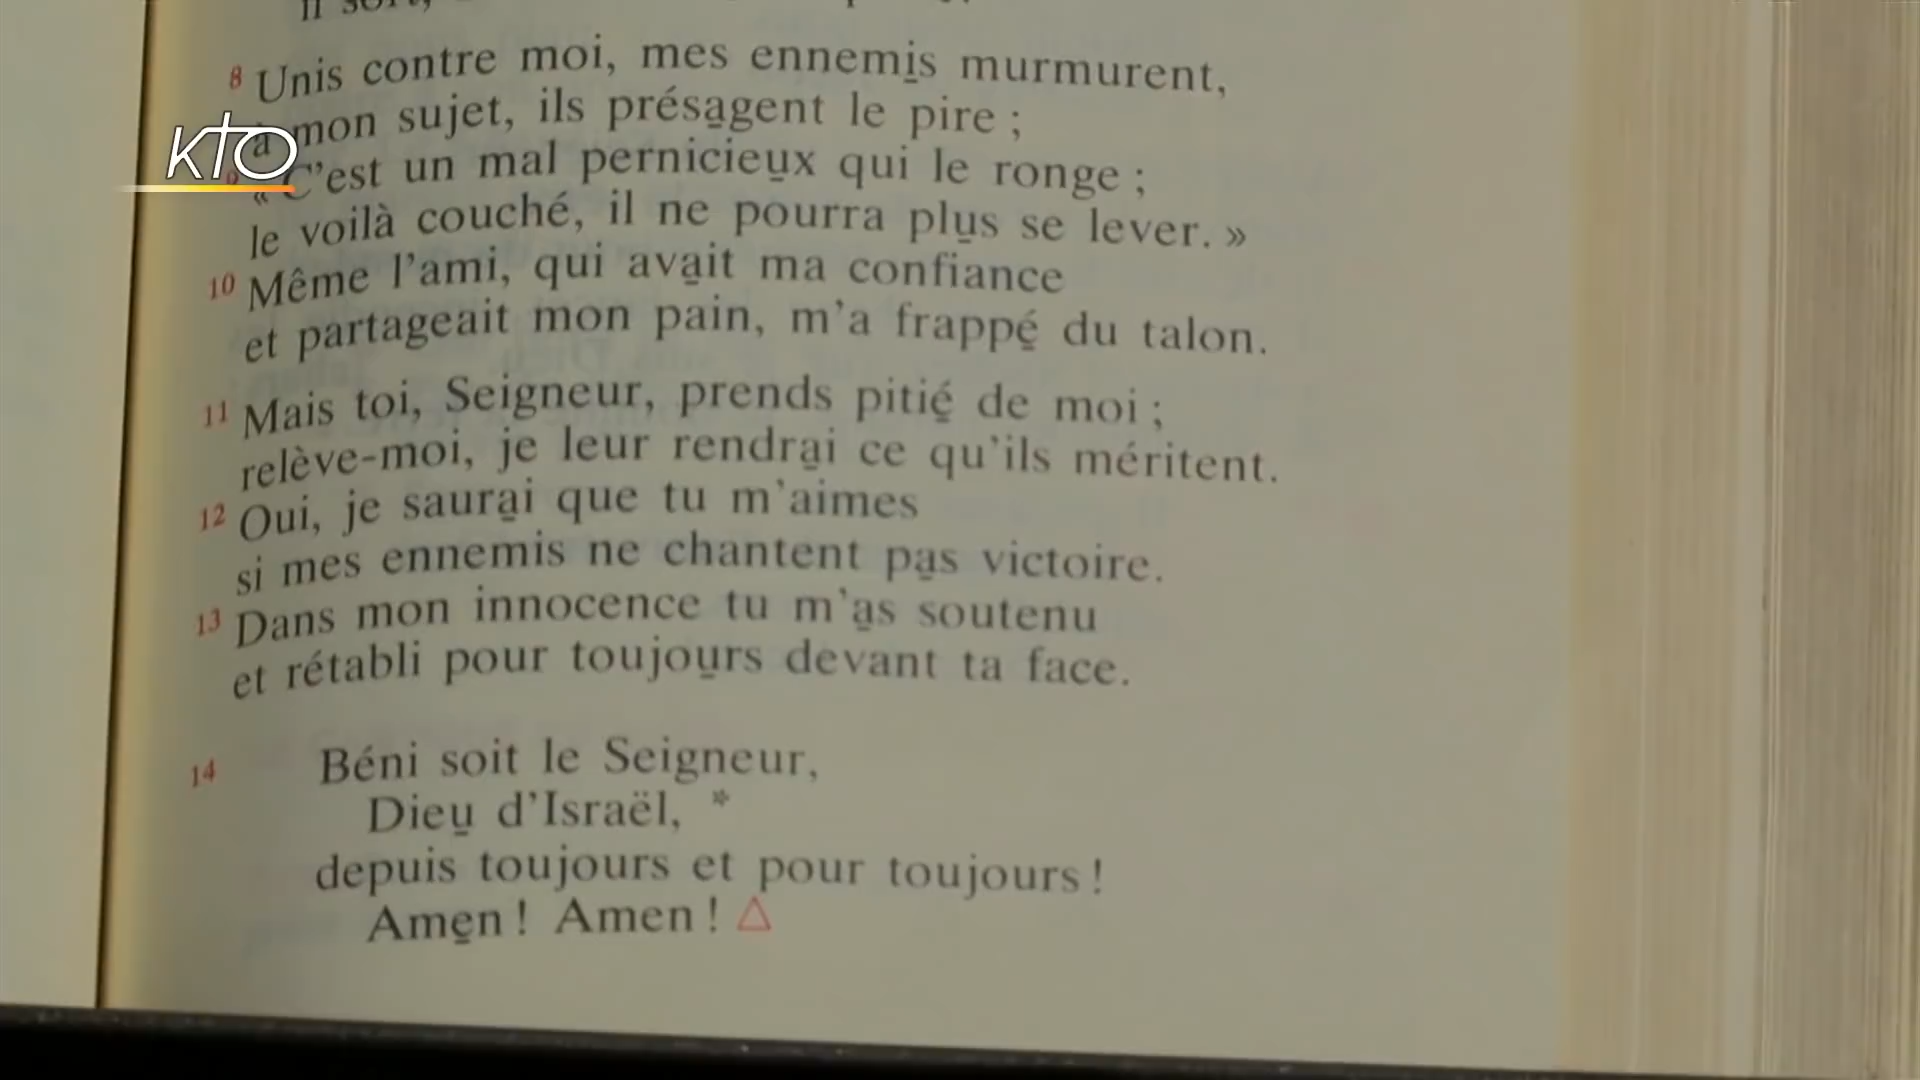 8 Unis contre moi, mes ennemis murmurent,
à mon sujet, ils présagent le pire ;
9 « C'est un mal pernicieux qui le ronge ;
le voilà couché, il ne pourra plus se lever. »
10 Même l'ami, qui avait ma confiance
et partageait mon pain, m'a frappé du talon.
11 Mais toi, Seigneur, prends pitié de moi ;
relève-moi, je leur rendrai ce qu'ils méritent.
12 Oui, je saurai que tu m'aimes
si mes ennemis ne chantent pas victoire.
13 Dans mon innocence tu m'as soutenu
et rétabli pour toujours devant ta face.
14 Béni soit le Seigneur,
Dieu d'Israël, *
depuis toujours et pour toujours !
Amen ! Amen ! △
KTO